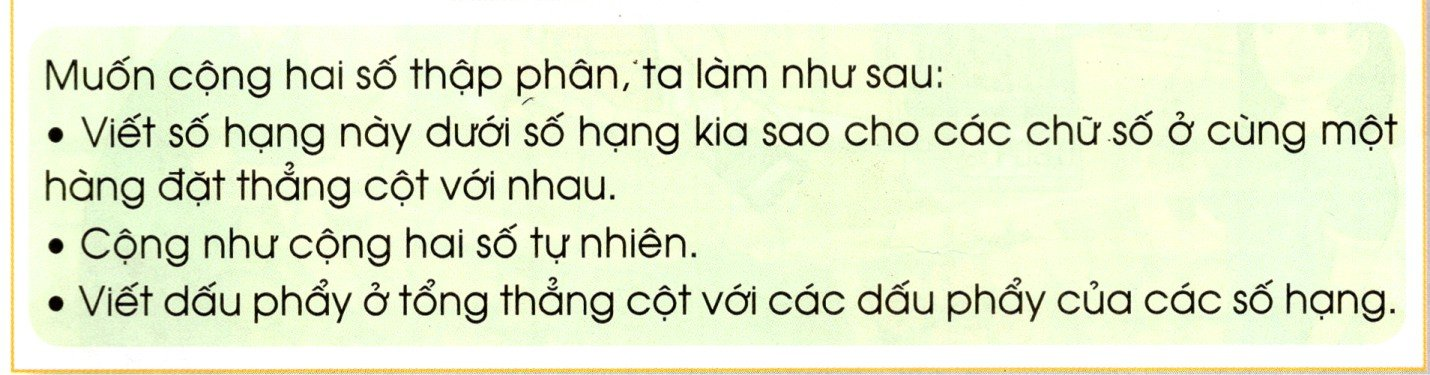 Muốn cộng hai số thập phân, ta làm như sau:
• Viết số hạng này dưới số hạng kia sao cho các chữ số ở cùng một
hàng đặt thẳng cột với nhau.
• Cộng như cộng hai số tự nhiên.
• Viết dấu phẩy ở tổng thẳng cột với các dấu phẩy của các số hạng.